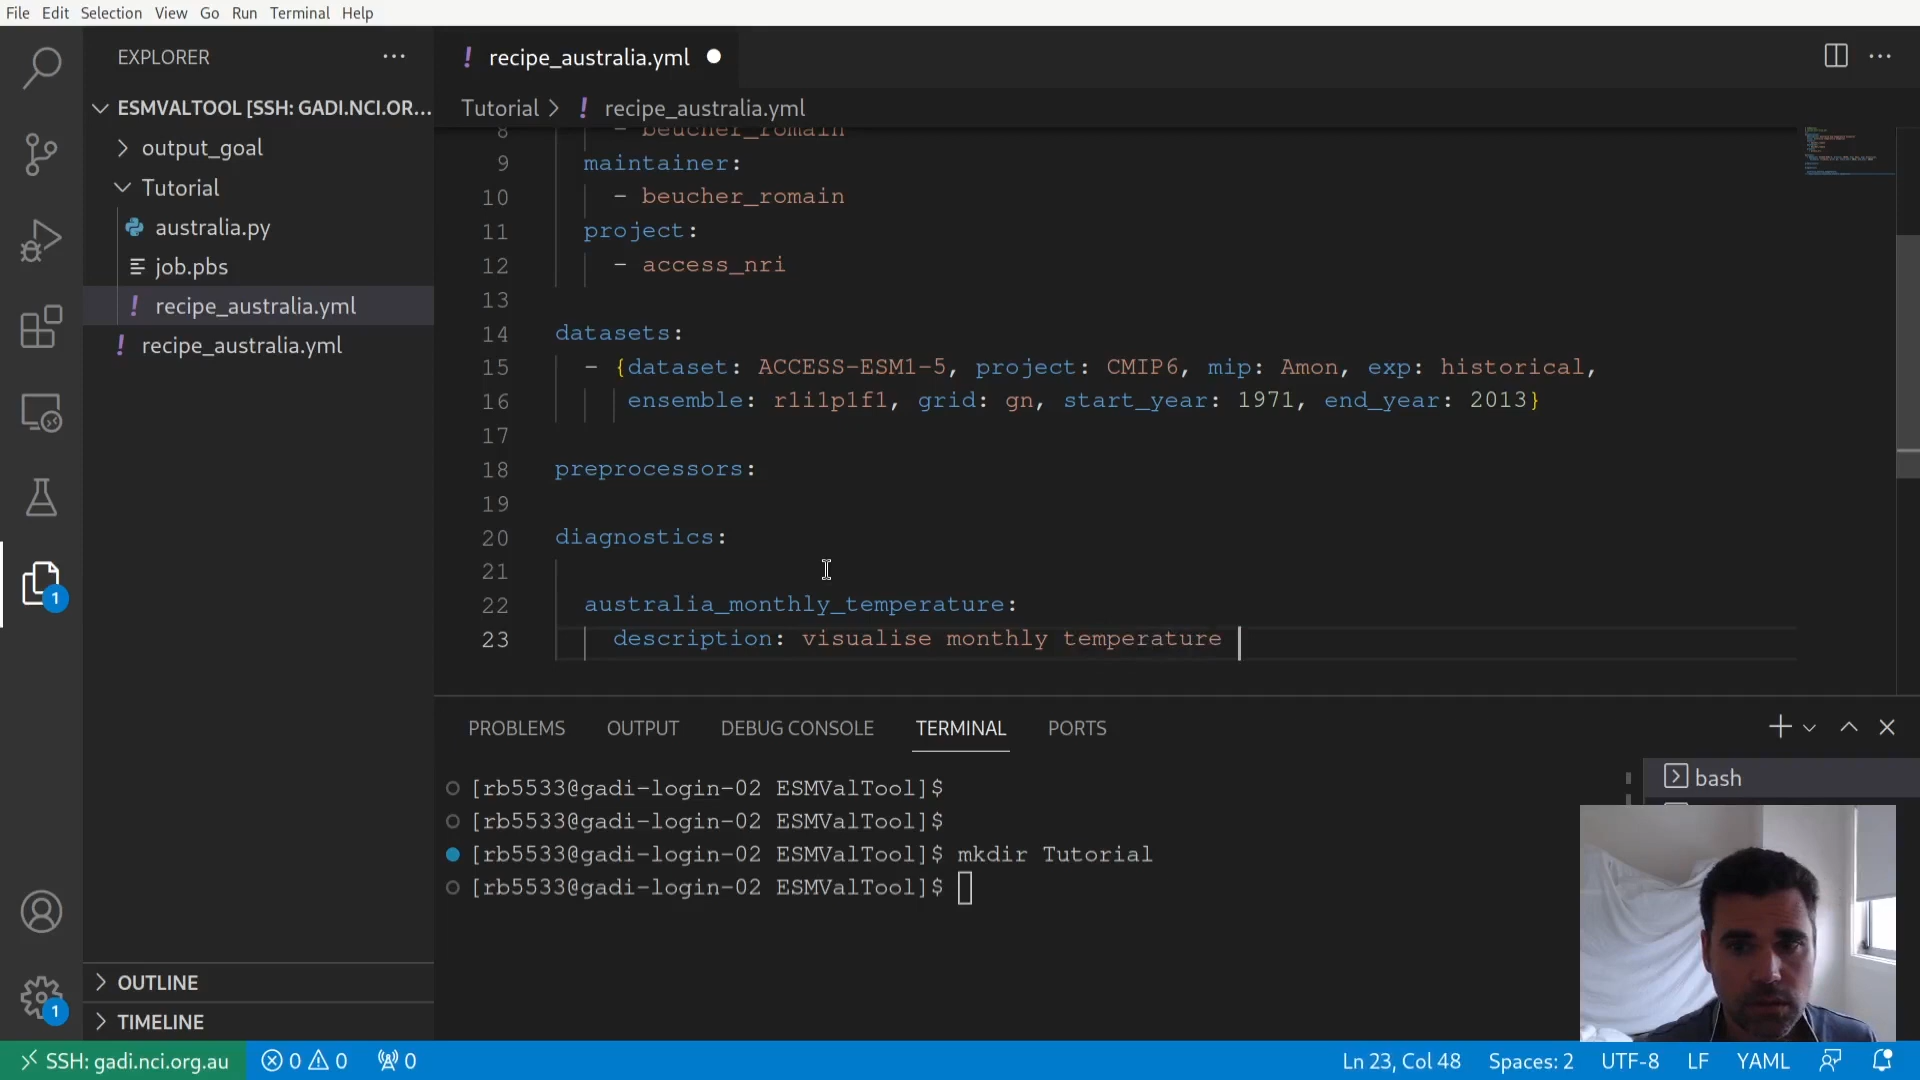 File Edit Selection View Go Run Terminal Help
EXPLORER
ESMVALTOOL [SSH: GADI.NCI.OR...
output_goal
Tutorial
australia.py
job.pbs
recipe_australia.yml
recipe_australia.yml
OUTLINE
TIMELINE
recipe_australia.yml
Tutorial > recipe_australia.yml
8 - beucher_romain
9 maintainer:
10 - beucher_romain
11 project:
12 - access_nri
13
14 datasets:
15 - {dataset: ACCESS-ESM1-5, project: CMIP6, mip: Amon, exp: historical,
16 ensemble: r1i1p1f1, grid: gn, start_year: 1971, end_year: 2013}
17
18 preprocessors:
19
20 diagnostics:
21
22 australia_monthly_temperature:
23 description: visualise monthly temperature
PROBLEMS OUTPUT DEBUG CONSOLE TERMINAL PORTS
[rb5533@gadi-login-02 ESMValTool]$
[rb5533@gadi-login-02 ESMValTool]$
[rb5533@gadi-login-02 ESMValTool]$ mkdir Tutorial
[rb5533@gadi-login-02 ESMValTool]$
bash
1
1
SSH: gadi.nci.org.au 0 0 0 Ln 23, Col 48 Spaces: 2 UTF-8 LF YAML